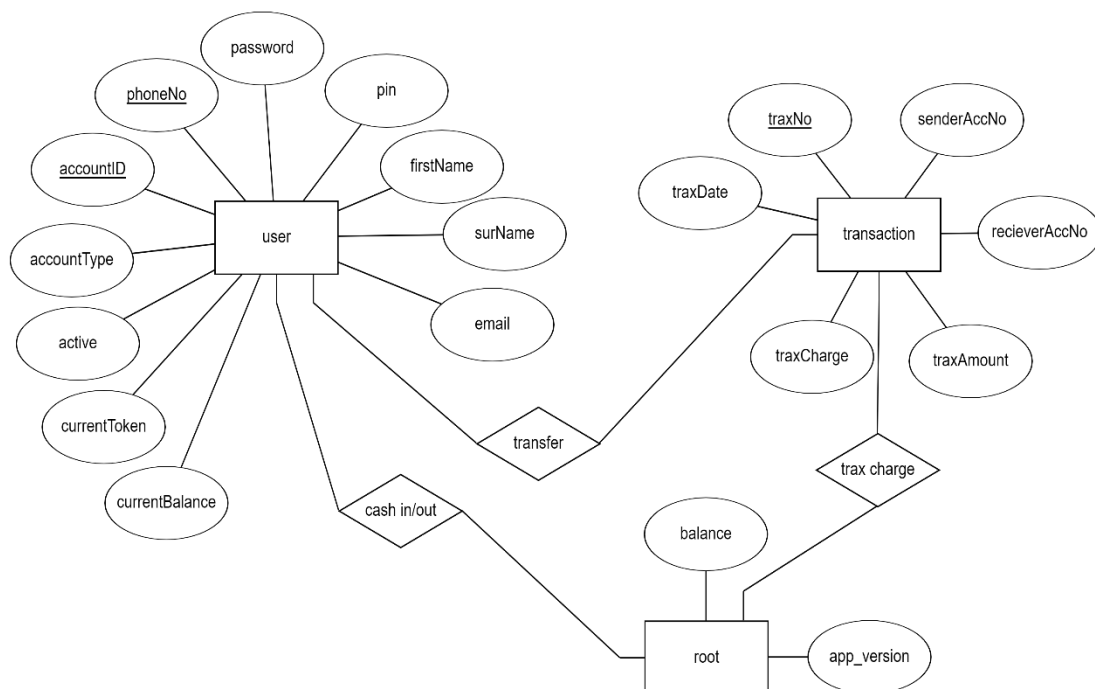 password
phoneNo
pin
traxNo
senderAccNo
accountID
firstName
traxDate
user
surName
transaction
recieverAccNo
accountType
email
active
traxCharge
traxAmount
currentToken
transfer
trax charge
currentBalance
cash in/out
balance
root
app_version